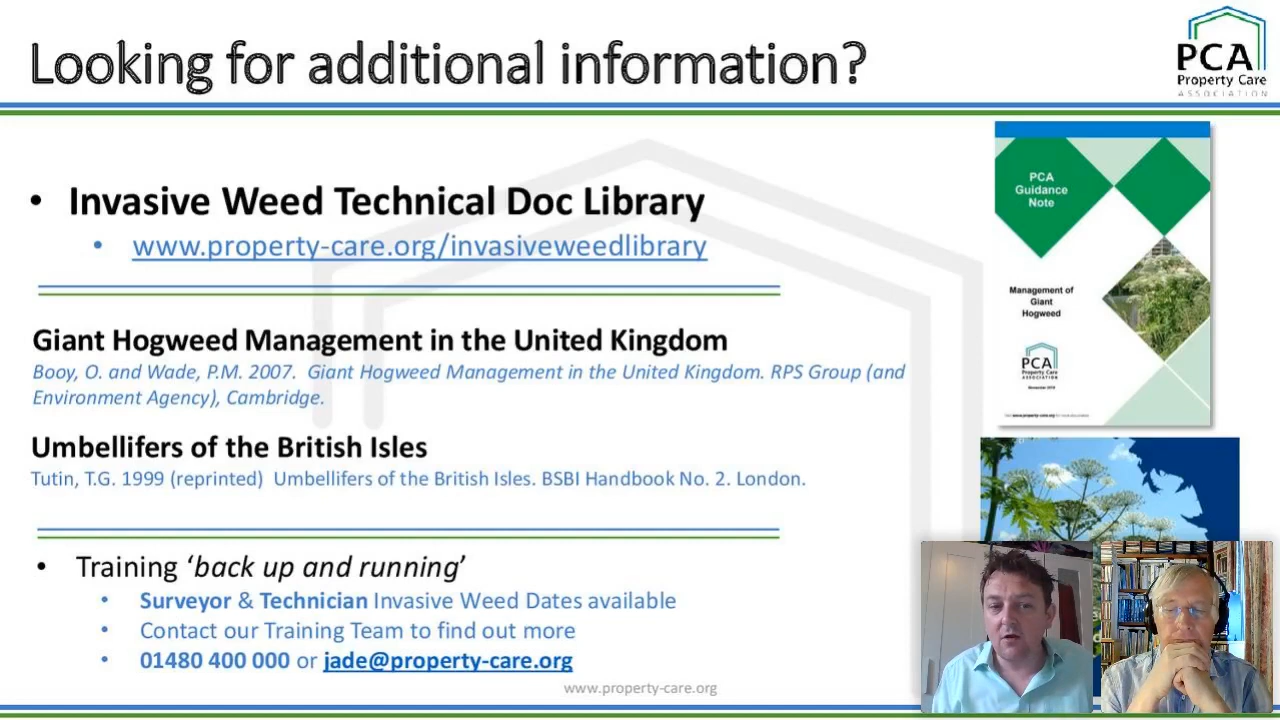 Looking for additional information?
PCA
Property Care
ASSOCIATION
• Invasive Weed Technical Doc Library
• www.property-care.org/invasiveweedlibrary
Giant Hogweed Management in the United Kingdom
Booy, O. and Wade, P.M. 2007. Giant Hogweed Management in the United Kingdom. RPS Group (and
Environment Agency), Cambridge.
Umbellifers of the British Isles
Tutin, T.G. 1999 (reprinted) Umbellifers of the British Isles. BSBI Handbook No. 2. London.
• Training ‘back up and running’
• Surveyor & Technician Invasive Weed Dates available
• Contact our Training Team to find out more
• 01480 400 000 or jade@property-care.org
www.property-care.org
PCA
Guidance
Note
Management of
Giant
Hogweed
PCA
Property Care
ASSOCIATION